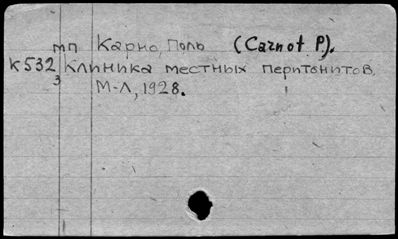 мп Карно, Поль (Carnot P).
К532 Клиника местных перитонитов.
3
М-Л, 1928.